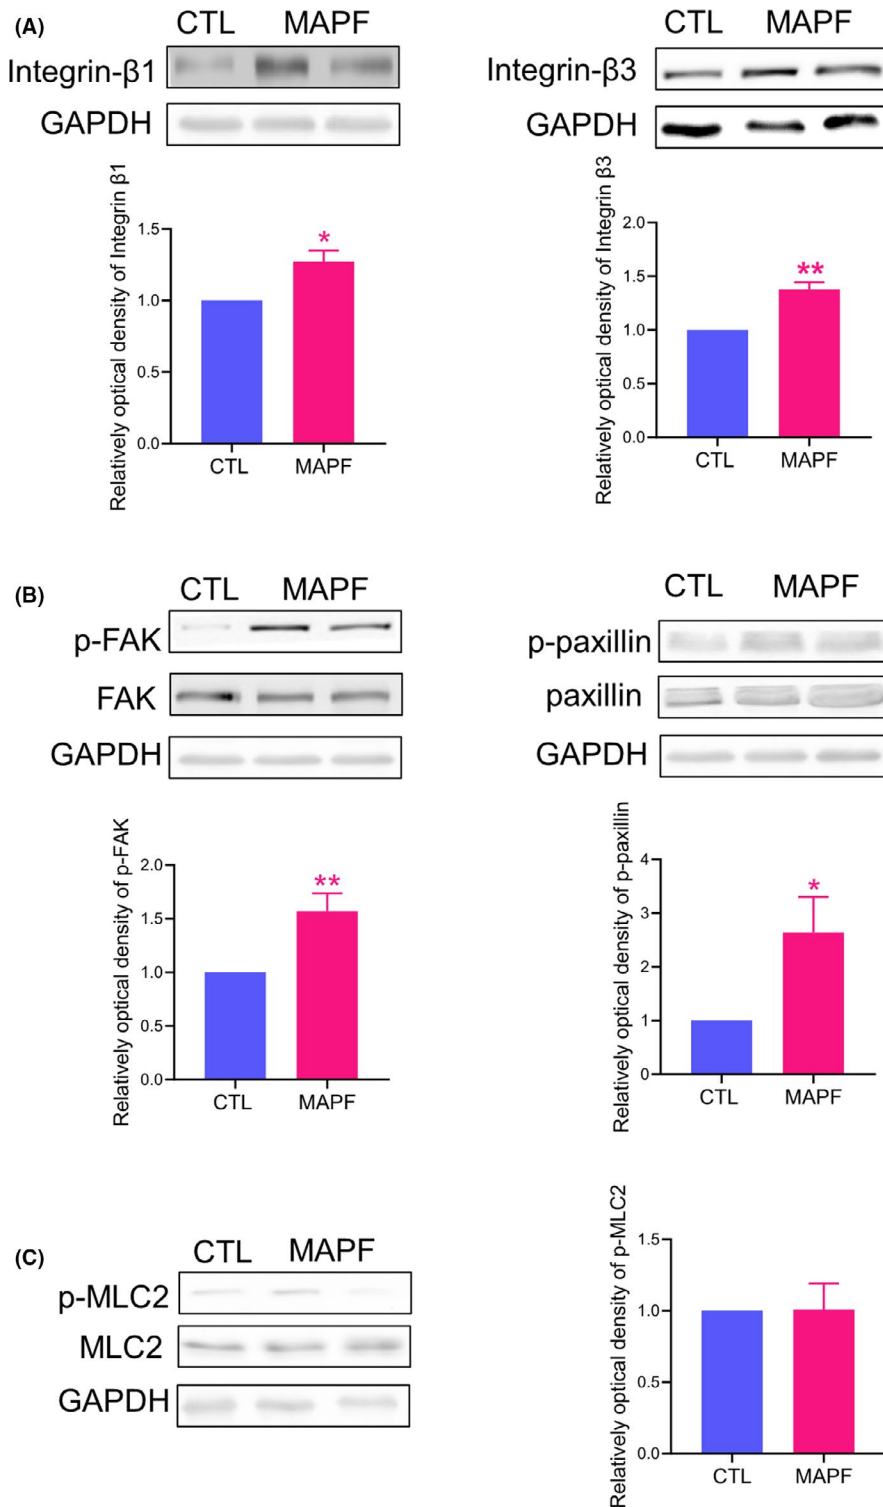 (A)
CTL MAPF
Integrin-β1
GAPDH
Relatively optical density of Integrin β1
1.5
1.0
0.5
0.0
*
CTL MAPF
CTL MAPF
Integrin-β3
GAPDH
Relatively optical density of Integrin β3
2.0
1.5
1.0
0.5
0.0
**
CTL MAPF
(B)
CTL MAPF
p-FAK
FAK
GAPDH
Relatively optical density of p-FAK
2.0
1.5
1.0
0.5
0.0
**
CTL MAPF
CTL MAPF
p-paxillin
paxillin
GAPDH
Relatively optical density of p-paxillin
4
3
2
1
0
*
CTL MAPF
(C)
CTL MAPF
p-MLC2
MLC2
GAPDH
Relatively optical density of p-MLC2
1.5
1.0
0.5
0.0
CTL MAPF